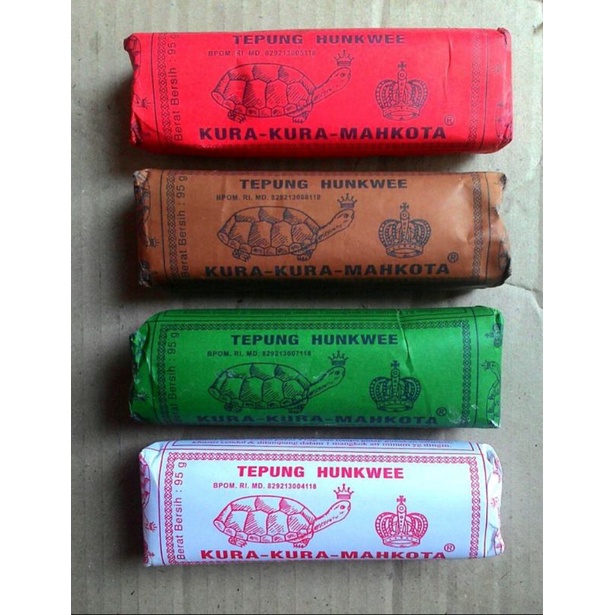 TEPUNG HUNKWEE
BPOM. RI. MD. 829213005118
KURA-KURA-MAHKOTA®
Berat Bersih : 95 g
TEPUNG HUNKWEE
BPOM. RI. MD. 829213006118
KURA-KURA-MAHKOTA®
Berat Bersih : 95 g
TEPUNG HUNKWEE
BPOM. RI. MD. 829213007118
KURA-KURA-MAHKOTA®
Berat Bersih : 95 g
TEPUNG HUNKWEE
BPOM. RI. MD. 829213004118
KURA-KURA-MAHKOTA®
Berat Bersih : 95 g